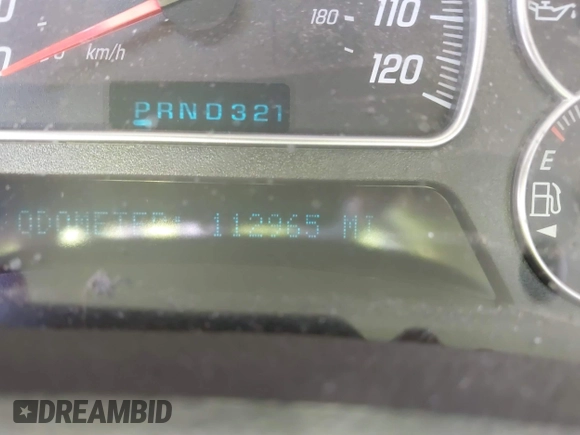 180 110
km/h 120
PRND321
E
ODOMETER: 112965 MI
DREAMBID